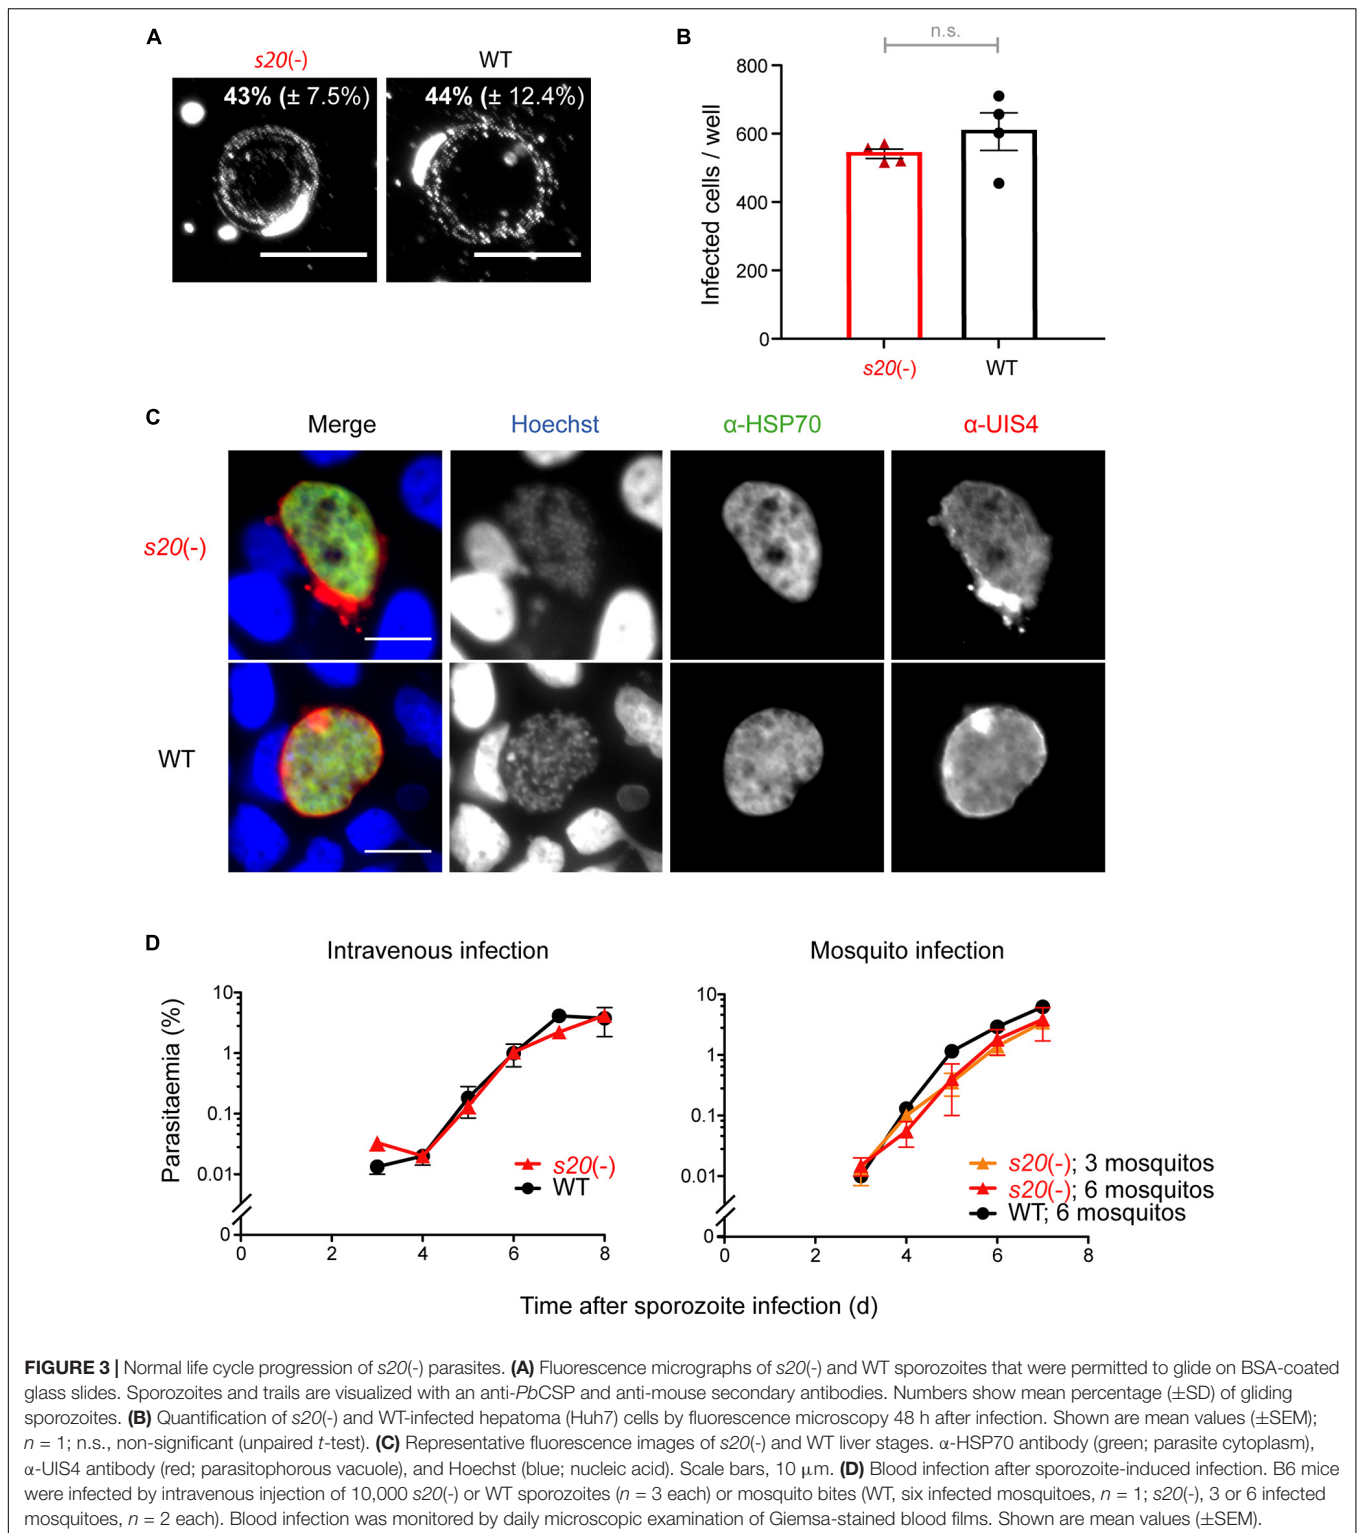 A
s20(-)
WT
43% (± 7.5%)
44% (± 12.4%)
B
n.s.
800
600
400
200
0
Infected cells / well
s20(-)
WT
C
Merge
Hoechst
α-HSP70
α-UIS4
s20(-)
WT
D
Intravenous infection
Mosquito infection
Parasitaemia (%)
10
1
0.1
0.01
0
0
2
4
6
8
s20(-)
WT
10
1
0.1
0.01
0
0
2
4
6
8
s20(-); 3 mosquitos
s20(-); 6 mosquitos
WT; 6 mosquitos
Time after sporozoite infection (d)
FIGURE 3 | Normal life cycle progression of s20(-) parasites. (A) Fluorescence micrographs of s20(-) and WT sporozoites that were permitted to glide on BSA-coated
glass slides. Sporozoites and trails are visualized with an anti-PbCSP and anti-mouse secondary antibodies. Numbers show mean percentage (±SD) of gliding
sporozoites. (B) Quantification of s20(-) and WT-infected hepatoma (Huh7) cells by fluorescence microscopy 48 h after infection. Shown are mean values (±SEM);
n = 1; n.s., non-significant (unpaired t-test). (C) Representative fluorescence images of s20(-) and WT liver stages. α-HSP70 antibody (green; parasite cytoplasm),
α-UIS4 antibody (red; parasitophorous vacuole), and Hoechst (blue; nucleic acid). Scale bars, 10 μm. (D) Blood infection after sporozoite-induced infection. B6 mice
were infected by intravenous injection of 10,000 s20(-) or WT sporozoites (n = 3 each) or mosquito bites (WT, six infected mosquitoes, n = 1; s20(-), 3 or 6 infected
mosquitoes, n = 2 each). Blood infection was monitored by daily microscopic examination of Giemsa-stained blood films. Shown are mean values (±SEM).